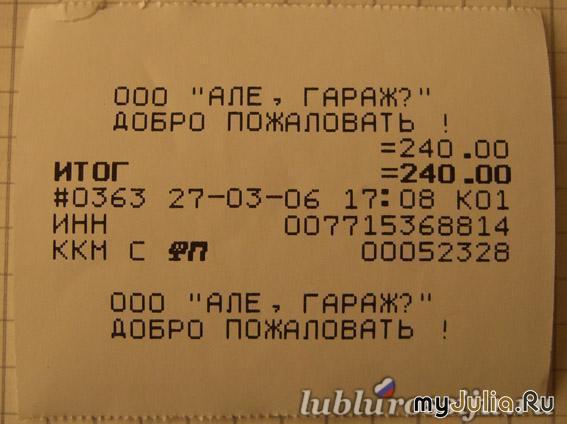 ООО "АЛЕ, ГАРАЖ?"
ДОБРО ПОЖАЛОВАТЬ !
=240.00
ИТОГ =240.00
#0363 27-03-06 17:08 К01
ИНН 007715368814
ККМ С ФП 00052328
ООО "АЛЕ, ГАРАЖ?"
ДОБРО ПОЖАЛОВАТЬ !
myJulia.Ru